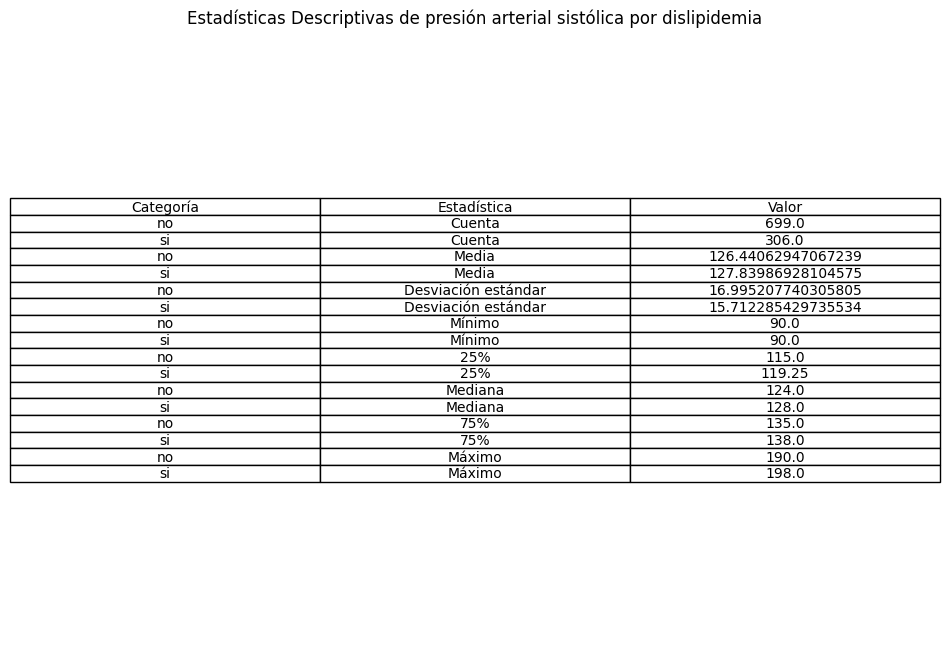 Estadísticas Descriptivas de presión arterial sistólica por dislipidemia
Categoría Estadística Valor
no Cuenta 699.0
si Cuenta 306.0
no Media 126.44062947067239
si Media 127.83986928104575
no Desviación estándar 16.995207740305805
si Desviación estándar 15.712285429735534
no Mínimo 90.0
si Mínimo 90.0
no 25% 115.0
si 25% 119.25
no Mediana 124.0
si Mediana 128.0
no 75% 135.0
si 75% 138.0
no Máximo 190.0
si Máximo 198.0